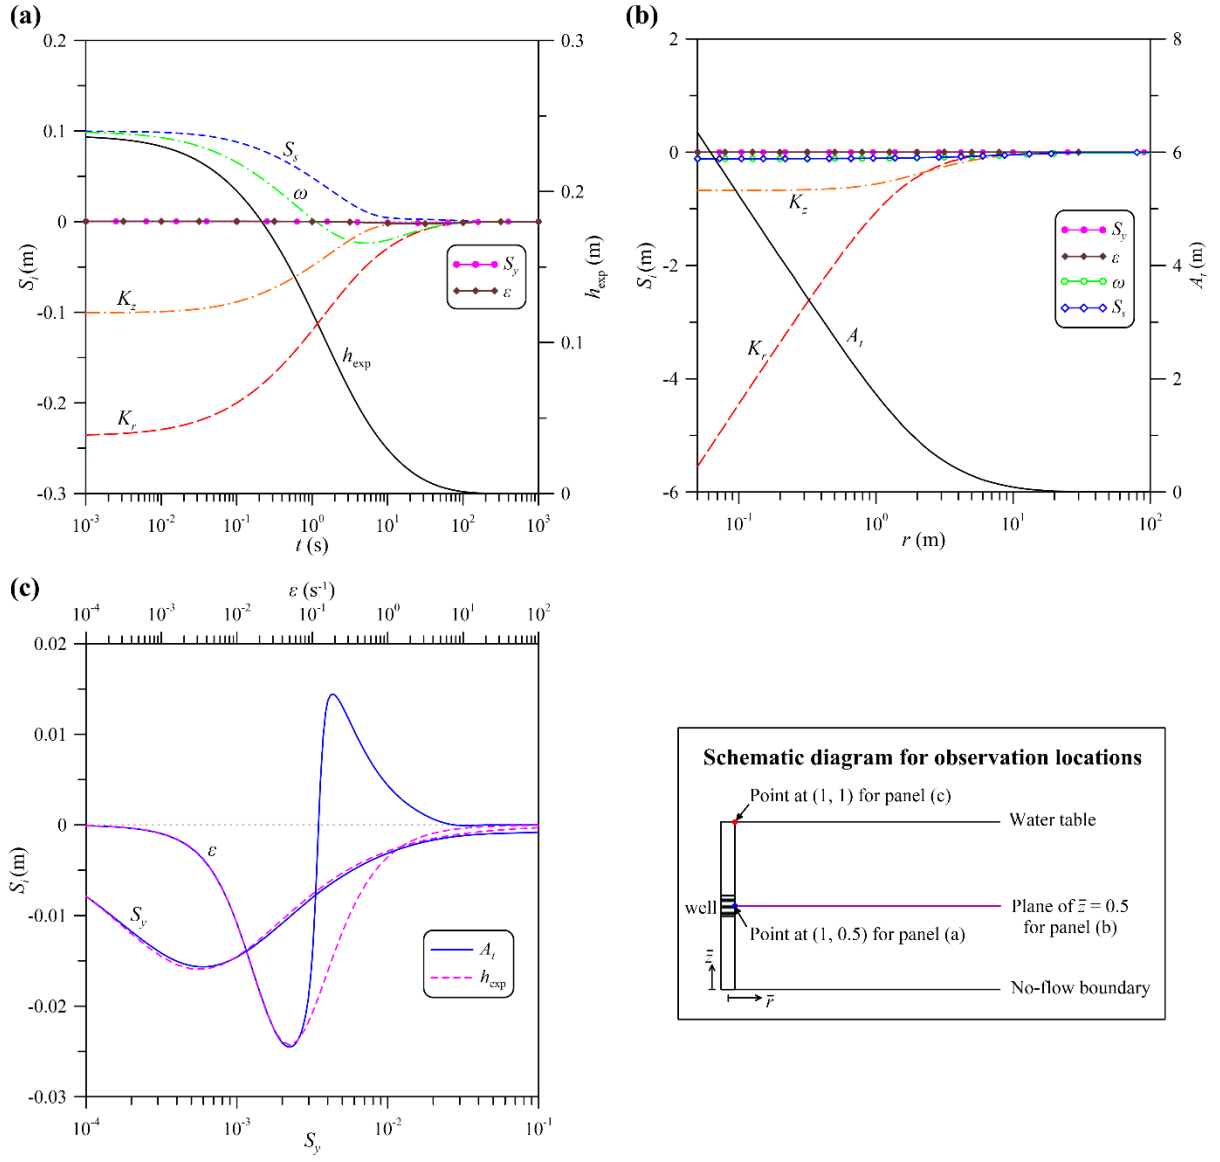 (a)
0.2
0.1
0
-0.1
-0.2
-0.3
S_i (m)
0.3
0.2
0.1
0
h_exp (m)
S_s
ω
K_z
K_r
h_exp
S_y
ε
10^-3 10^-2 10^-1 10^0 10^1 10^2 10^3
t (s)
(b)
2
0
-2
-4
-6
S_i (m)
8
6
4
2
0
A_t (m)
K_z
K_r
A_t
S_y
ε
ω
S_s
10^-1 10^0 10^1 10^2
r (m)
(c)
ε (s^-1)
10^-4 10^-3 10^-2 10^-1 10^0 10^1 10^2
0.02
0.01
0
-0.01
-0.02
-0.03
S_i (m)
ε
S_y
A_t
h_exp
10^-4 10^-3 10^-2 10^-1
S_y
Schematic diagram for observation locations
Point at (1, 1) for panel (c)
Water table
well
Plane of z̄ = 0.5
for panel (b)
Point at (1, 0.5) for panel (a)
z̄
No-flow boundary
r̄